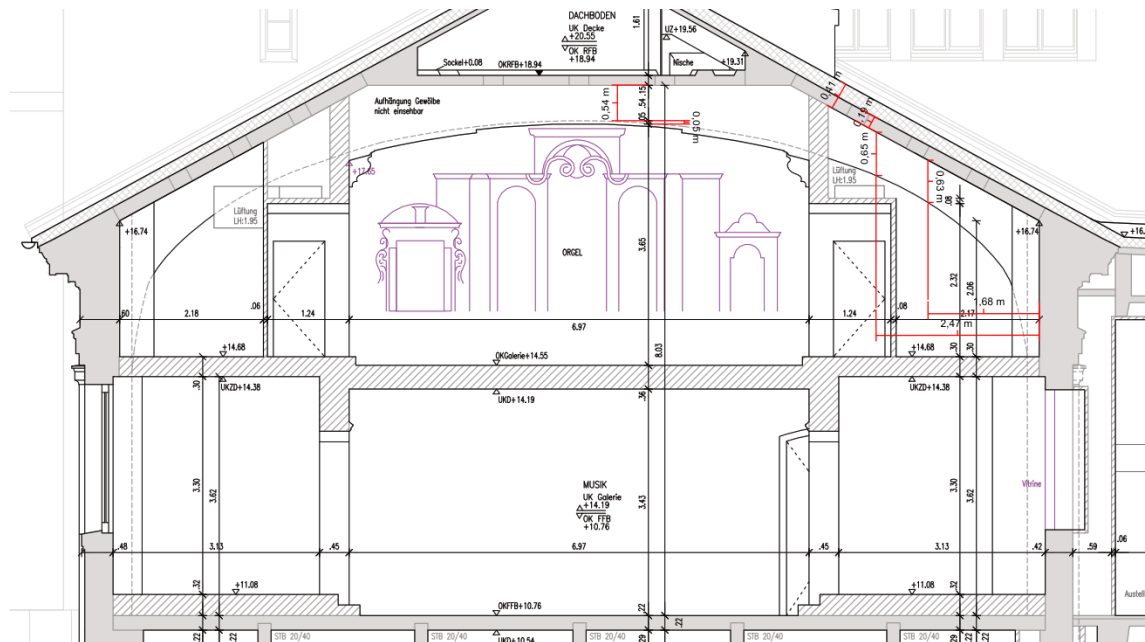 DACHBODEN
UK Decke
+20.55
OK RFB
+18.94
1.61
UZ+19.56
Nische
+19.31
Sockel+0.08
OKRFB+18.94
Aufhängung Gewölbe
nicht einsehbar
0,54 m
.15
.54
.05
0,05 m
0,41 m
0,19 m
0,65 m
0,63 m
+17.65
Lüftung
LH:1.95
Lüftung
LH:1.95
.80
+16.74
+16.74
+16.
ORGEL
3.65
2.32
2.06
.60
2.18
.06
1.24
6.97
1.24
.08
2.17
,68 m
2,47 m
8.03
+14.68
OKGalerie+14.55
+14.68
.30
.30
.30
UKZD+14.38
UKD+14.19
.36
UKZD+14.38
3.30
3.62
MUSIK
UK Galerie
+14.19
OK FFB
+10.76
3.43
3.30
3.62
Vitrine
.48
3.13
.45
6.97
.45
3.13
.42
.59
.06
.32
+11.08
+11.08
.32
Austell
OKFFB+10.76
.22
.22
.22
.22
STB 20/40
STB 20/40
UKD+10.54
STB 20/40
.29
STB 20/40
STB 20/40
.22
.22
.29